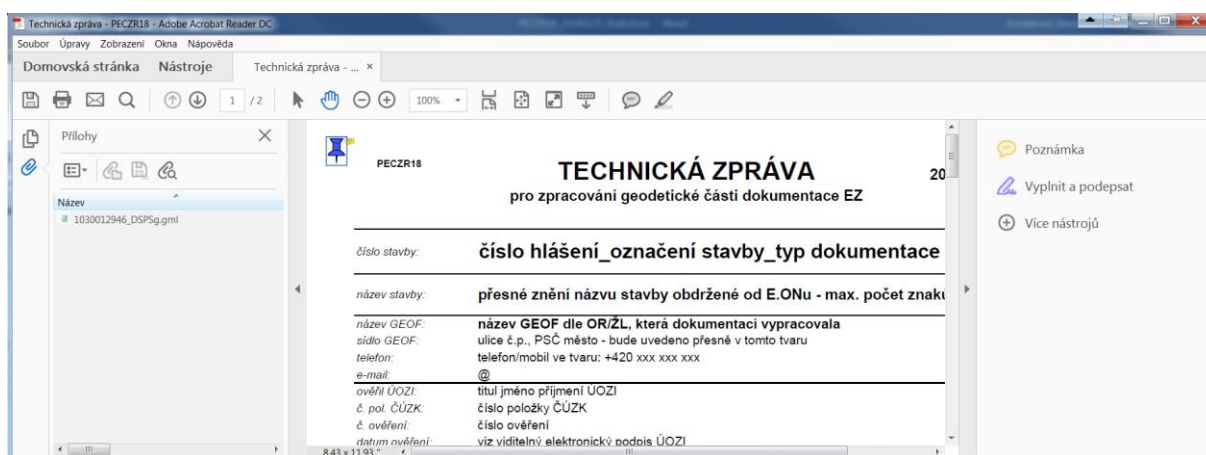 Technická zpráva - PECZR18 - Adobe Acrobat Reader DC
Soubor Úpravy Zobrazení Okna Nápověda
Domovská stránka Nástroje Technická zpráva - ... ×
1 / 2 100%
Přílohy
Název
1030012946_DSPSg.gml
PECZR18 TECHNICKÁ ZPRÁVA 20
pro zpracování geodetické části dokumentace EZ
číslo stavby: číslo hlášení_označení stavby_typ dokumentace
název stavby: přesné znění názvu stavby obdržené od E.ONu - max. počet znaků
název GEOF: název GEOF dle OR/ŽL, která dokumentaci vypracovala
sídlo GEOF: ulice č.p., PSČ město - bude uvedeno přesně v tomto tvaru
telefon: telefon/mobil ve tvaru: +420 xxx xxx xxx
e-mail: @
ověřil ÚOZI: titul jméno příjmení ÚOZI
č. pol. ČÚZK: číslo položky ČÚZK
č. ověření: číslo ověření
datum ověření: viz viditelný elektronický podpis ÚOZI
8,43 x 11,93 "
Poznámka
Vyplnit a podepsat
Více nástrojů